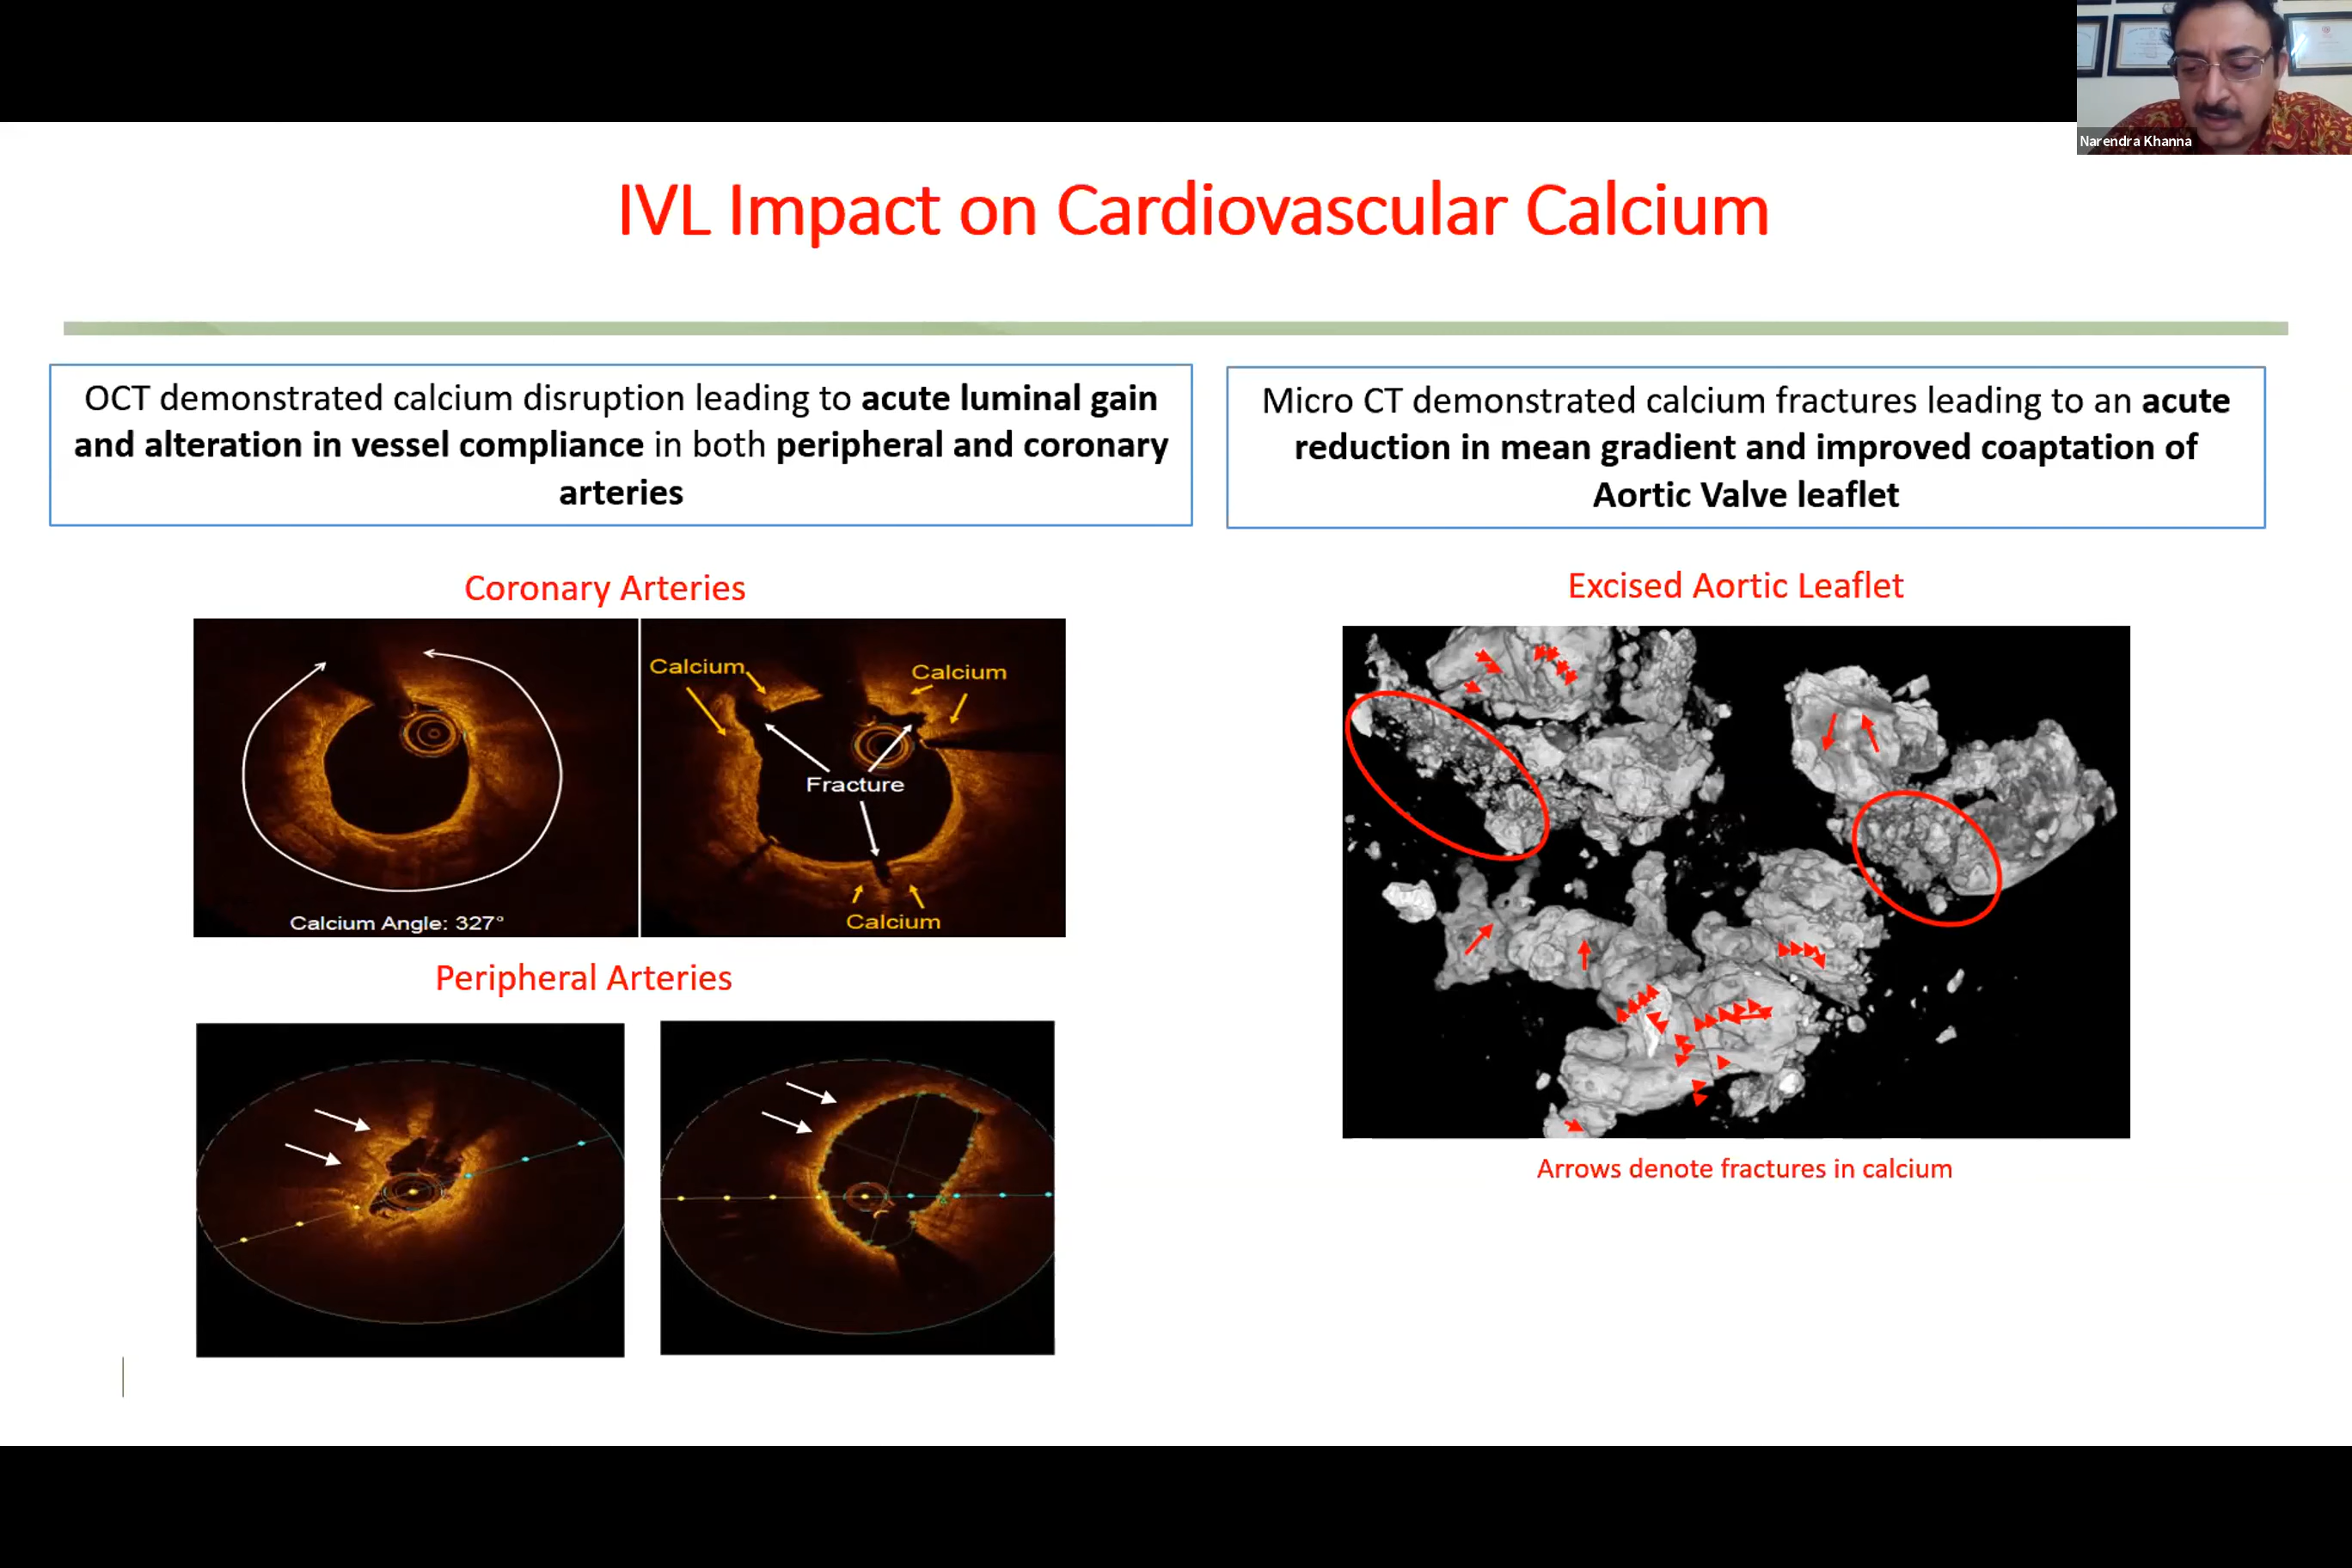 Narendra Khanna
IVL Impact on Cardiovascular Calcium
OCT demonstrated calcium disruption leading to acute luminal gain
and alteration in vessel compliance in both peripheral and coronary
arteries
Micro CT demonstrated calcium fractures leading to an acute
reduction in mean gradient and improved coaptation of
Aortic Valve leaflet
Coronary Arteries
Calcium Angle: 327°
Calcium
Calcium
Fracture
Calcium
Peripheral Arteries
Excised Aortic Leaflet
Arrows denote fractures in calcium